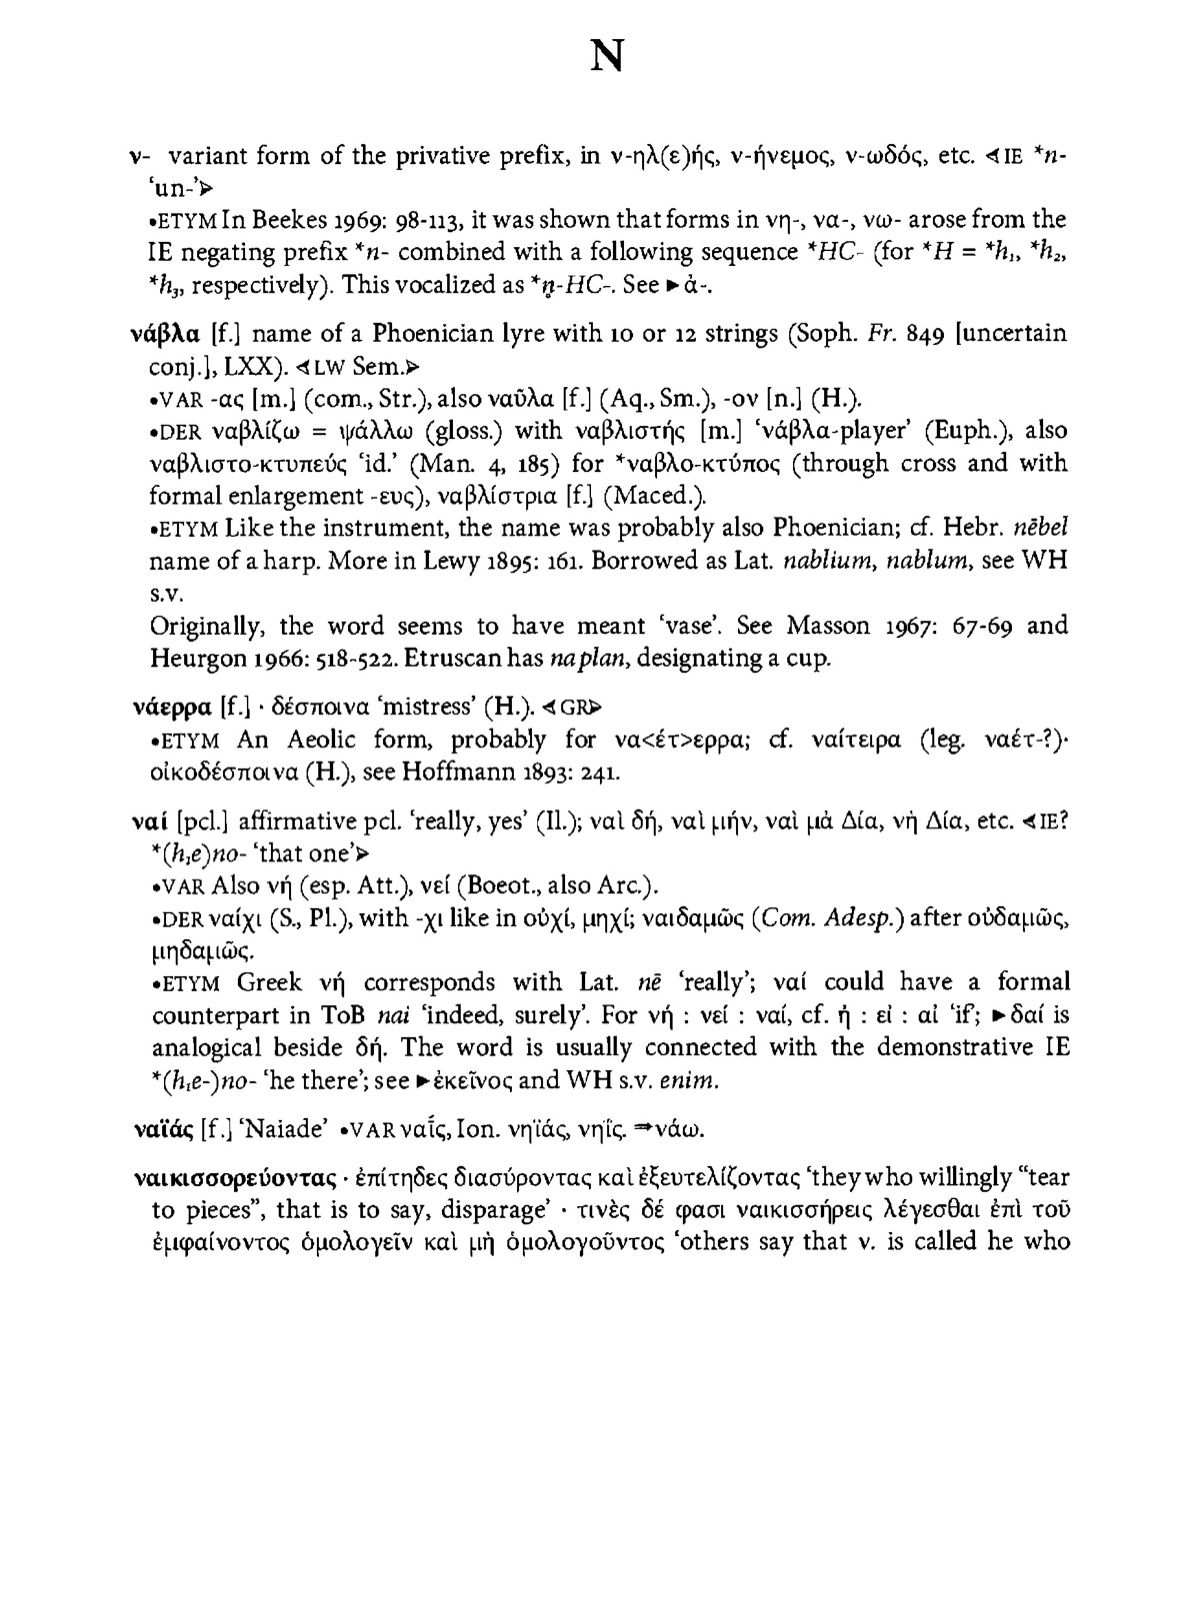 N
ν- variant form of the privative prefix, in ν-ηλ(ε)ής, ν-ήνεμος, ν-ωδός, etc. ⋖IE *n-
‘un-’⋗
•ETYM In Beekes 1969: 98-113, it was shown that forms in νη-, να-, νω- arose from the
IE negating prefix *n- combined with a following sequence *HC- (for *H = *h₁, *h₂,
*h₃, respectively). This vocalized as *n̥-HC-. See ►ἀ-.
νάβλα [f.] name of a Phoenician lyre with 10 or 12 strings (Soph. Fr. 849 [uncertain
conj.], LXX). ⋖LW Sem.⋗
•VAR -ας [m.] (com., Str.), also ναῦλα [f.] (Aq., Sm.), -ον [n.] (H.).
•DER ναβλίζω = ψάλλω (gloss.) with ναβλιστής [m.] ‘νάβλα-player’ (Euph.), also
ναβλιστο-κτυπεύς ‘id.’ (Man. 4, 185) for *ναβλο-κτύπος (through cross and with
formal enlargement -ευς), ναβλίστρια [f.] (Maced.).
•ETYM Like the instrument, the name was probably also Phoenician; cf. Hebr. nēbel
name of a harp. More in Lewy 1895: 161. Borrowed as Lat. nablium, nablum, see WH
s.v.
Originally, the word seems to have meant ‘vase’. See Masson 1967: 67-69 and
Heurgon 1966: 518-522. Etruscan has naplan, designating a cup.
νάερρα [f.] · δέσποινα ‘mistress’ (H.). ⋖GR⋗
•ETYM An Aeolic form, probably for να<έτ>ερρα; cf. ναίτειρα (leg. ναέτ-?)·
οἰκοδέσποινα (H.), see Hoffmann 1893: 241.
ναί [pcl.] affirmative pcl. ‘really, yes’ (Il.); ναὶ δή, ναὶ μήν, ναὶ μὰ Δία, νὴ Δία, etc. ⋖IE?
*(h₁e)no- ‘that one’⋗
•VAR Also νή (esp. Att.), νεί (Boeot., also Arc.).
•DER ναίχι (S., Pl.), with -χι like in οὐχί, μηχί; ναιδαμῶς (Com. Adesp.) after οὐδαμῶς,
μηδαμῶς.
•ETYM Greek νή corresponds with Lat. nē ‘really’; ναί could have a formal
counterpart in ToB nai ‘indeed, surely’. For νή : νεί : ναί, cf. ἠ : εἰ : αἰ ‘if’; ►δαί is
analogical beside δή. The word is usually connected with the demonstrative IE
*(h₁e-)no- ‘he there’; see ►ἐκεῖνος and WH s.v. enim.
ναϊάς [f.] ‘Naiade’ •VAR ναΐς, Ion. νηϊάς, νηΐς. ⇒νάω.
ναικισσορεύοντας · ἐπίτηδες διασύροντας καὶ ἐξευτελίζοντας ‘they who willingly “tear
to pieces”, that is to say, disparage’ · τινὲς δέ φασι ναικισσήρεις λέγεσθαι ἐπὶ τοῦ
ἐμφαίνοντος ὁμολογεῖν καὶ μὴ ὁμολογοῦντος ‘others say that ν. is called he who